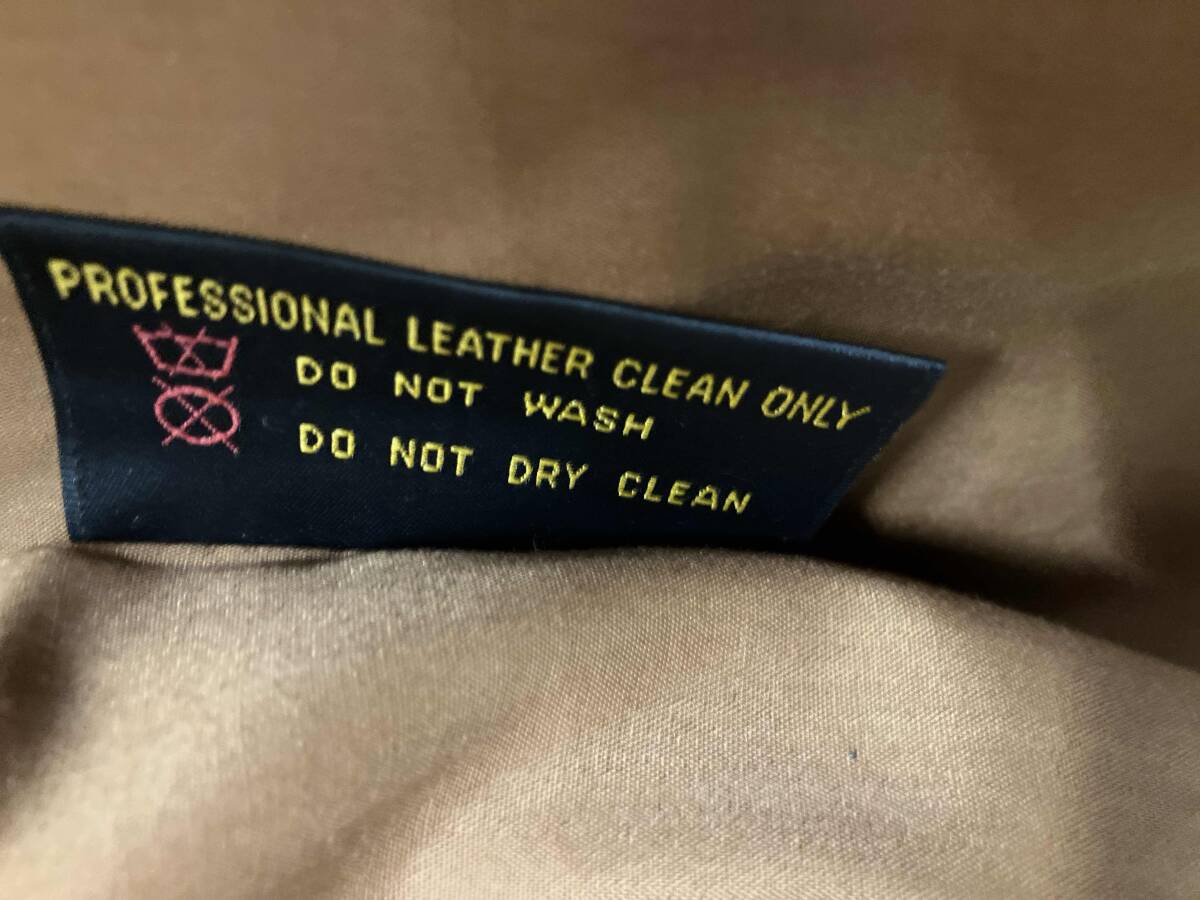 PROFESSIONAL LEATHER CLEAN ONLY
DO NOT WASH
DO NOT DRY CLEAN